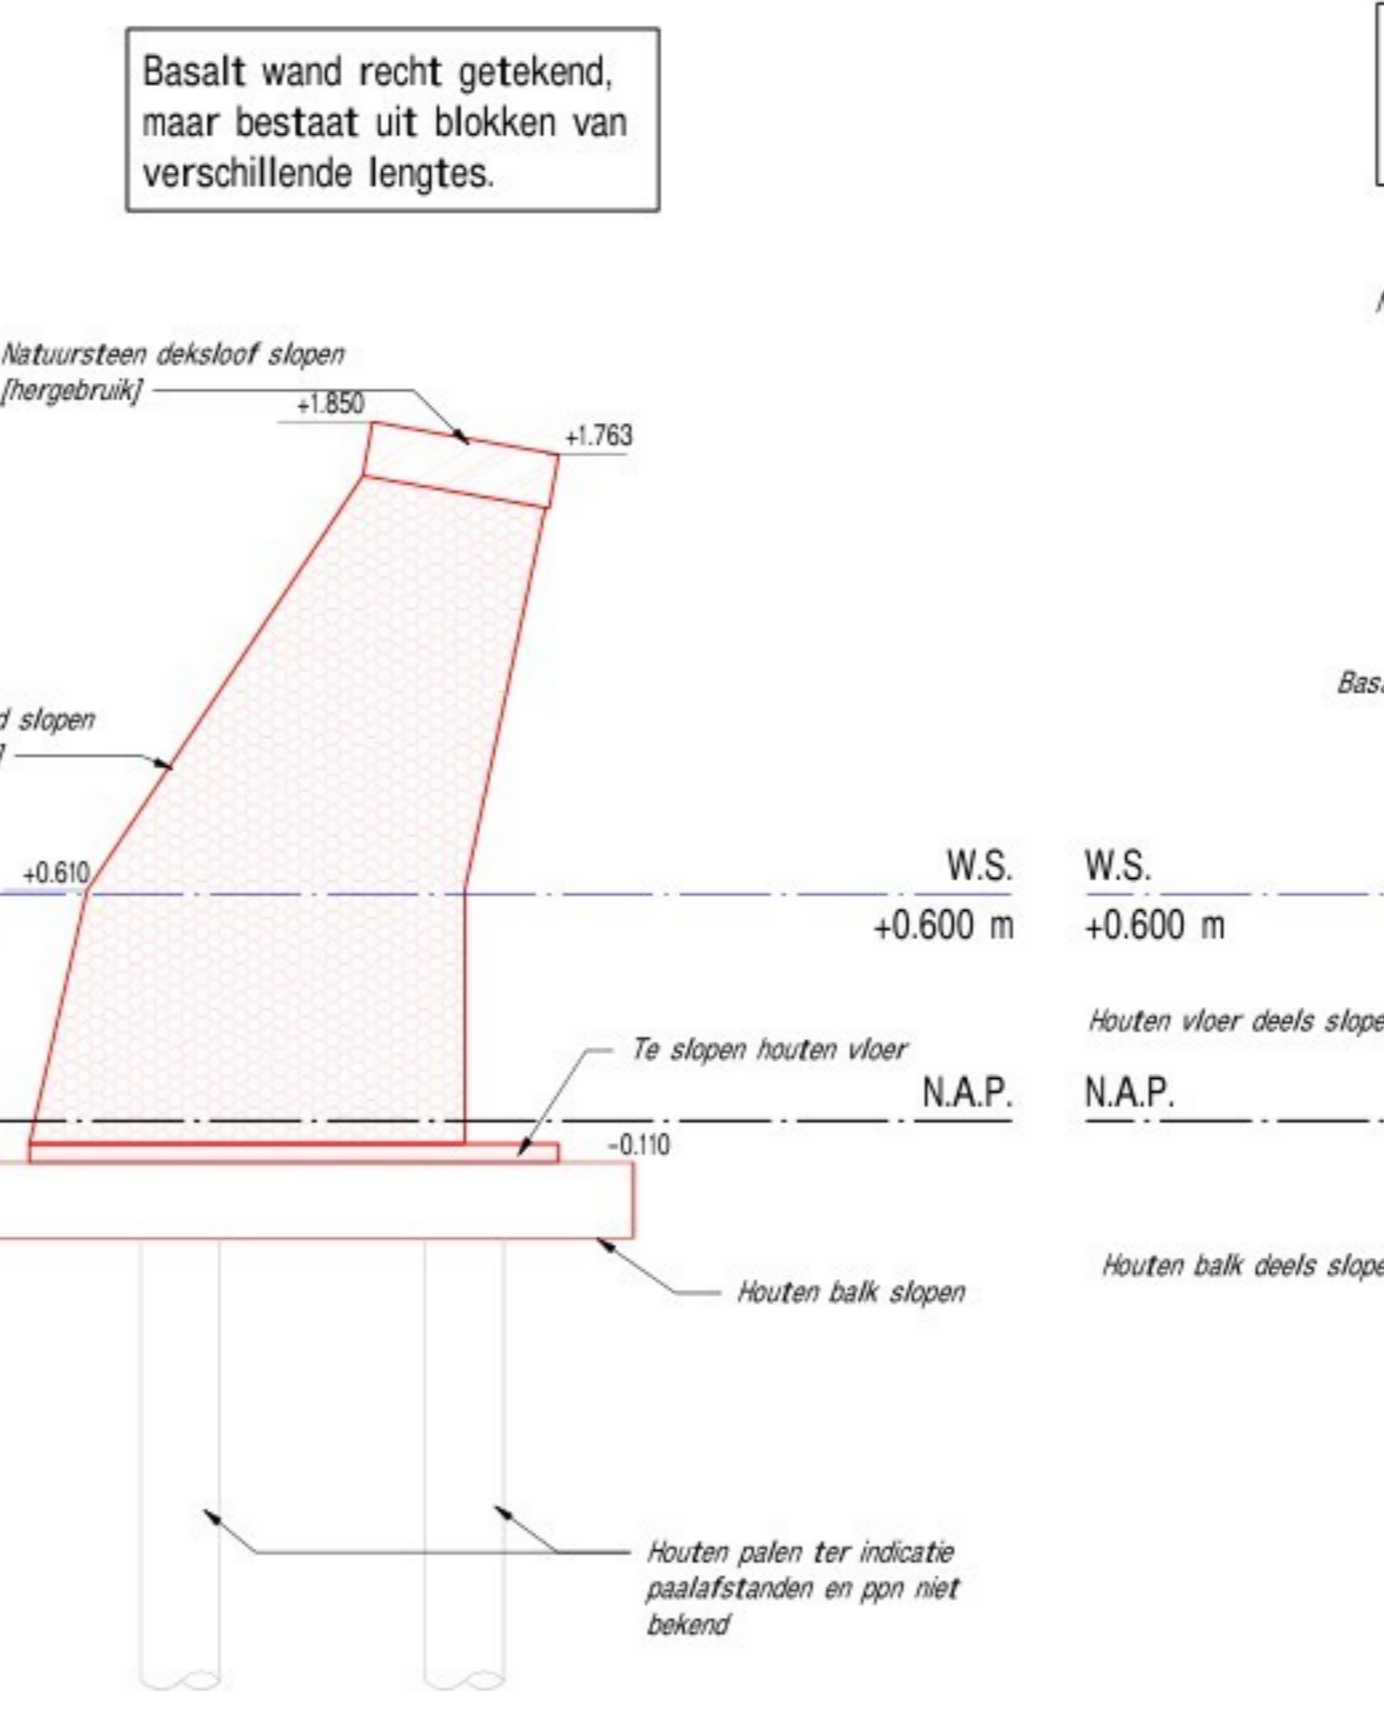 Basalt wand recht getekend,
maar bestaat uit blokken van
verschillende lengtes.
Natuursteen deksloof slopen
[hergebruik]
+1.850
+1.763
slopen
+0.610
W.S.
+0.600 m
W.S.
+0.600 m
Te slopen houten vloer
Houten vloer deels
N.A.P.
N.A.P.
-0.110
Houten balk slopen
Houten balk deels
Houten palen ter indicatie
paalafstanden en ppn niet
bekend